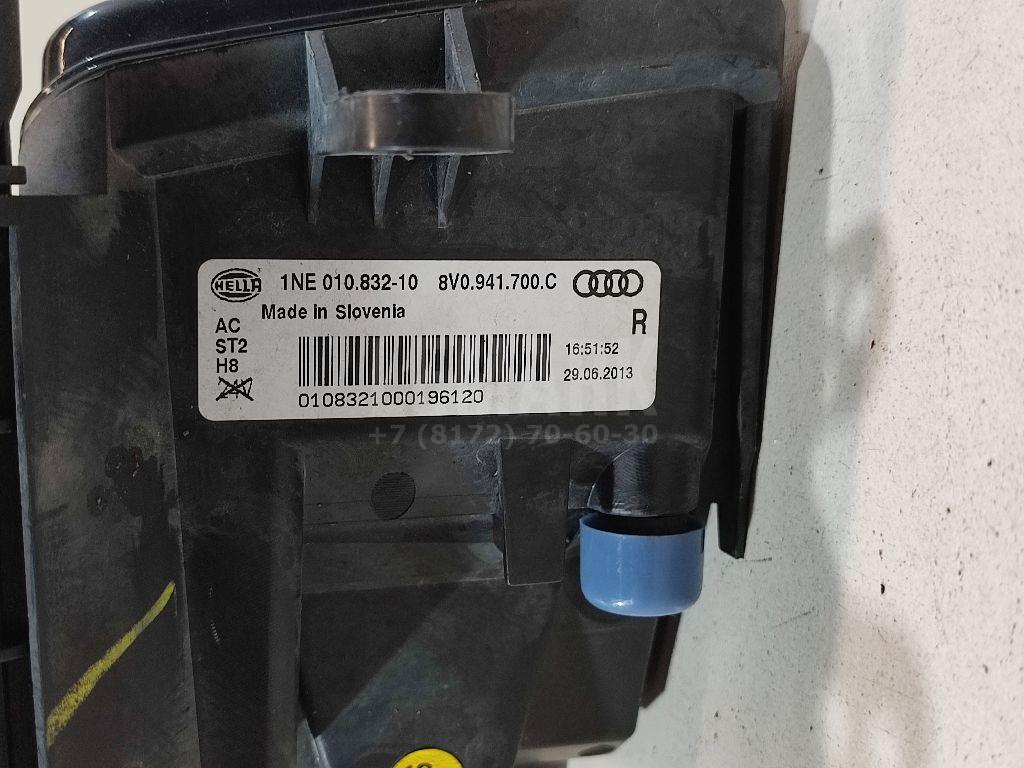 HELLA 1NE 010.832-10 8V0.941.700.C
Made in Slovenia
AC
ST2
H8
24V
R
16:51:52
29.06.2013
0108321000196120
+7 (8172) 70-60-30